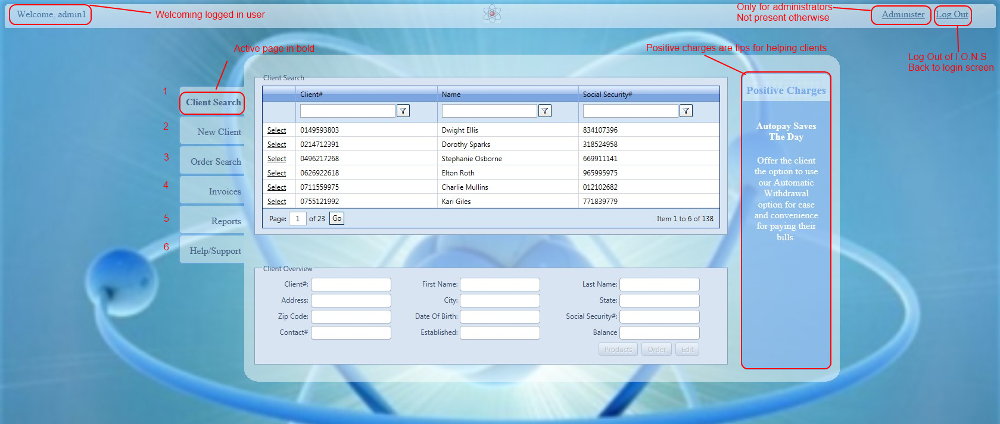 Welcome, admin1
Welcoming logged in user
Only for administrators
Not present otherwise
Administer
Log Out
Active page in bold
Positive charges are tips for helping clients
Log Out of I.O.N.S
Back to login screen
1
Client Search
2
New Client
3
Order Search
4
Invoices
5
Reports
6
Help/Support
Client Search
Client# Name Social Security#
Select 0149593803 Dwight Ellis 834107396
Select 0214712391 Dorothy Sparks 318524958
Select 0496217268 Stephanie Osborne 669911141
Select 0626922618 Elton Roth 965995975
Select 0711559975 Charlie Mullins 012102682
Select 0755121992 Kari Giles 771839779
Page: 1 of 23 Go Item 1 to 6 of 138
Client Overview
Client#: First Name: Last Name:
Address: City: State:
Zip Code: Date Of Birth: Social Security#:
Contact# Established: Balance
Products Order Edit
Positive Charges
Autopay Saves
The Day
Offer the client
the option to use
our Automatic
Withdrawal
option for ease
and convenience
for paying their
bills.